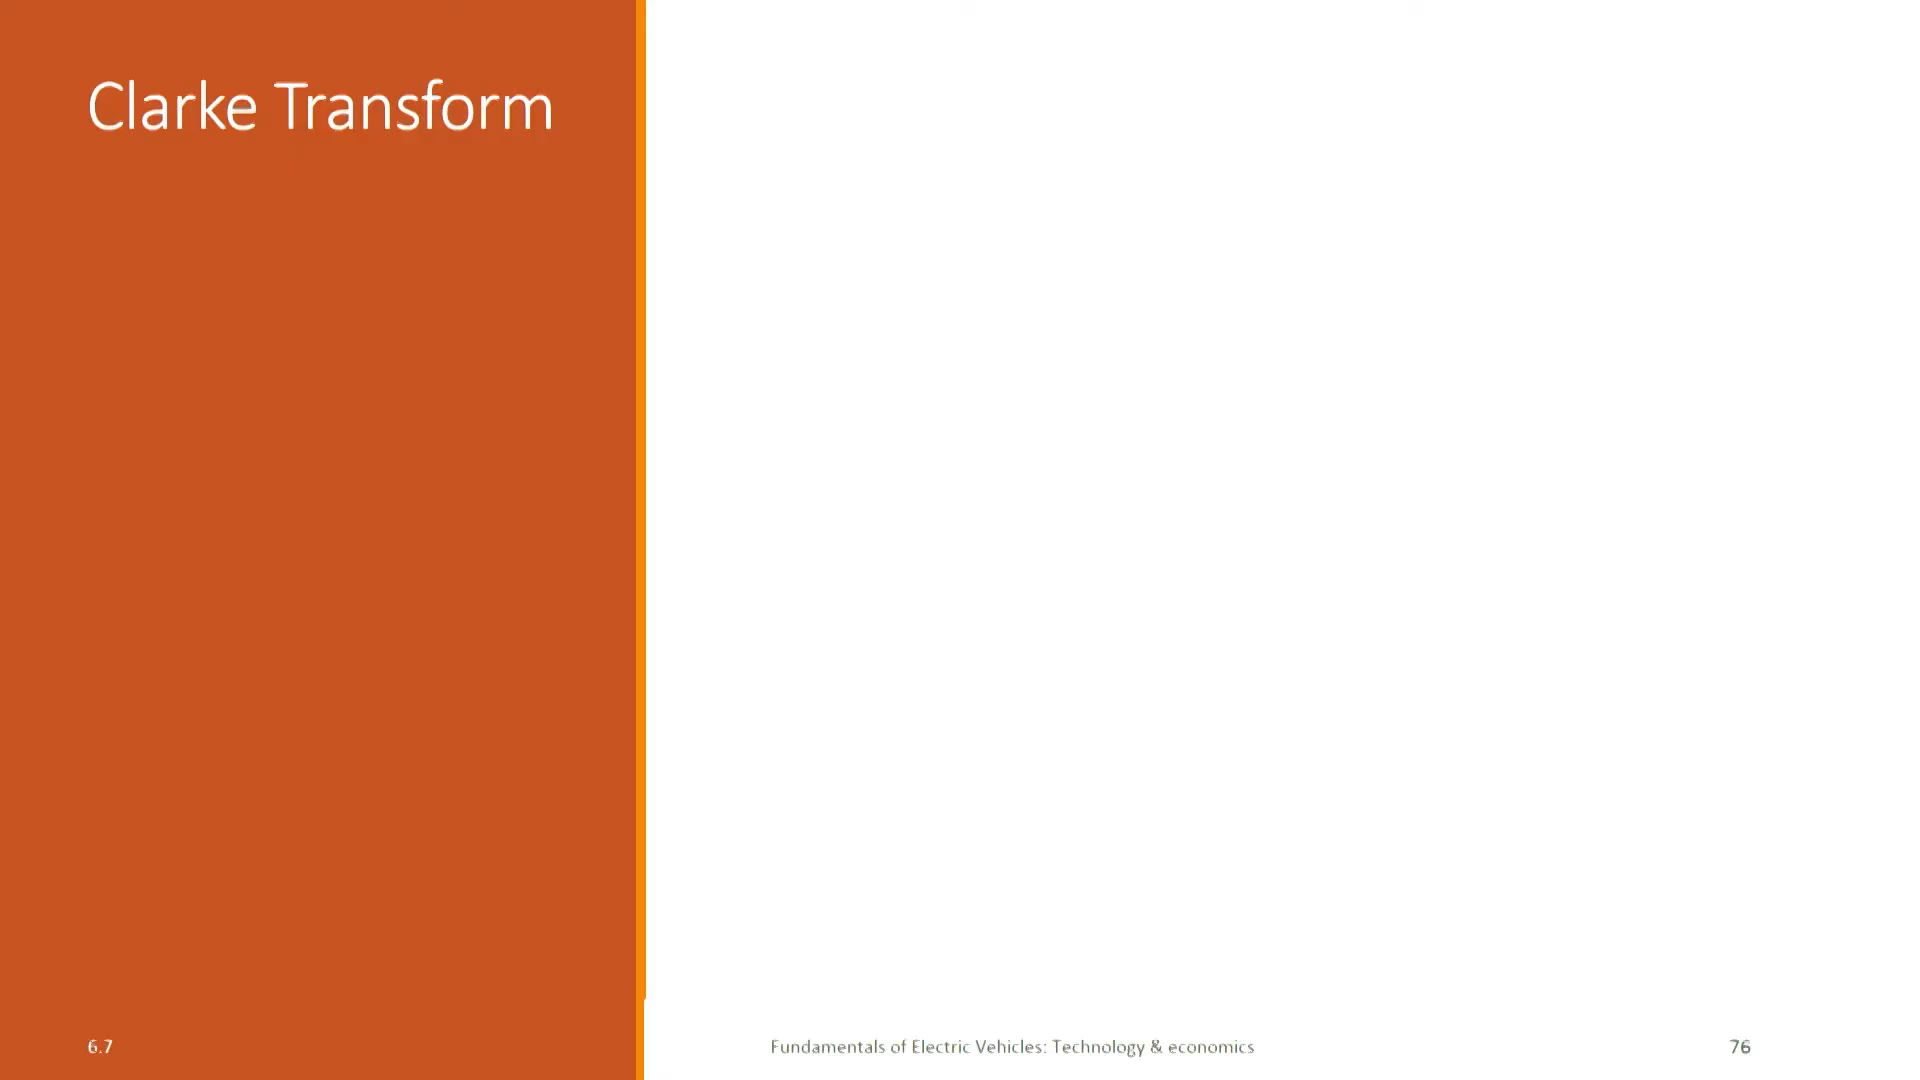 Clarke Transform
6.7
Fundamentals of Electric Vehicles: Technology & economics
76